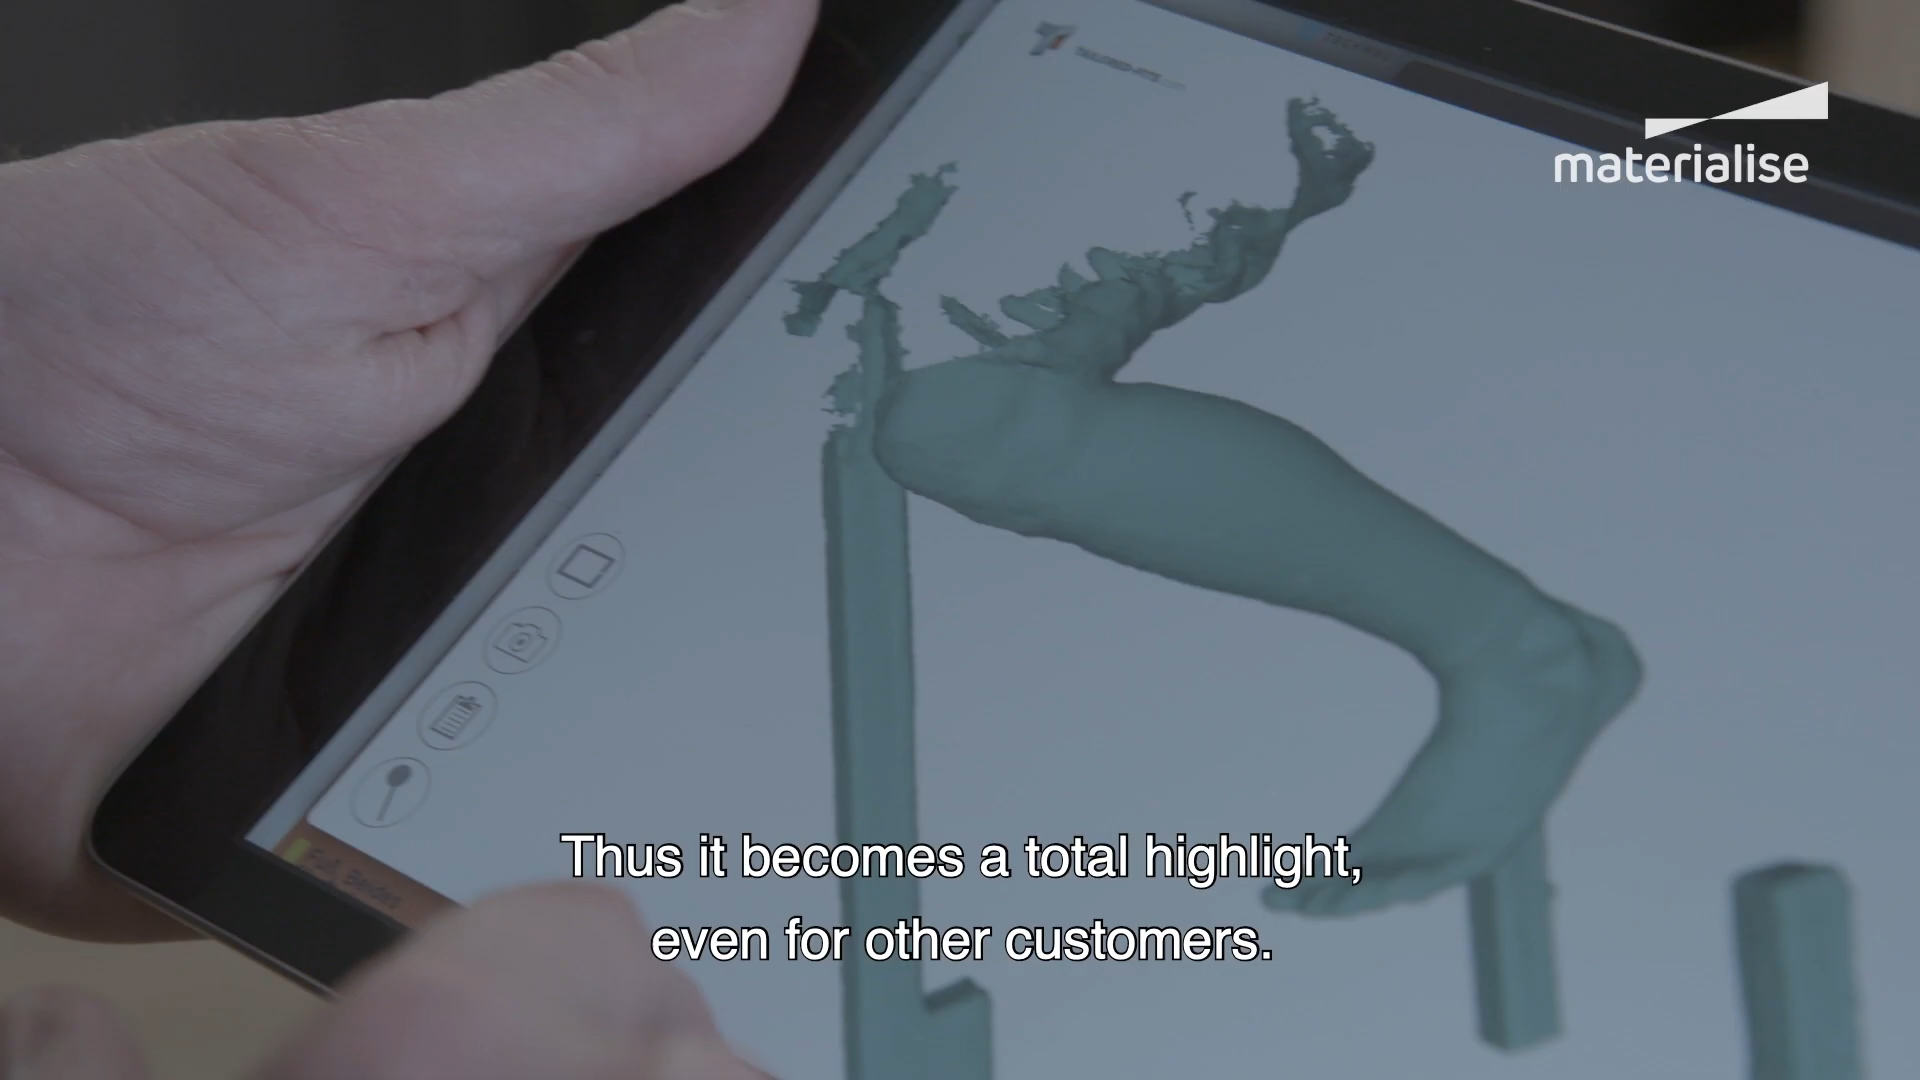 materialise
Thus it becomes a total highlight,
even for other customers.